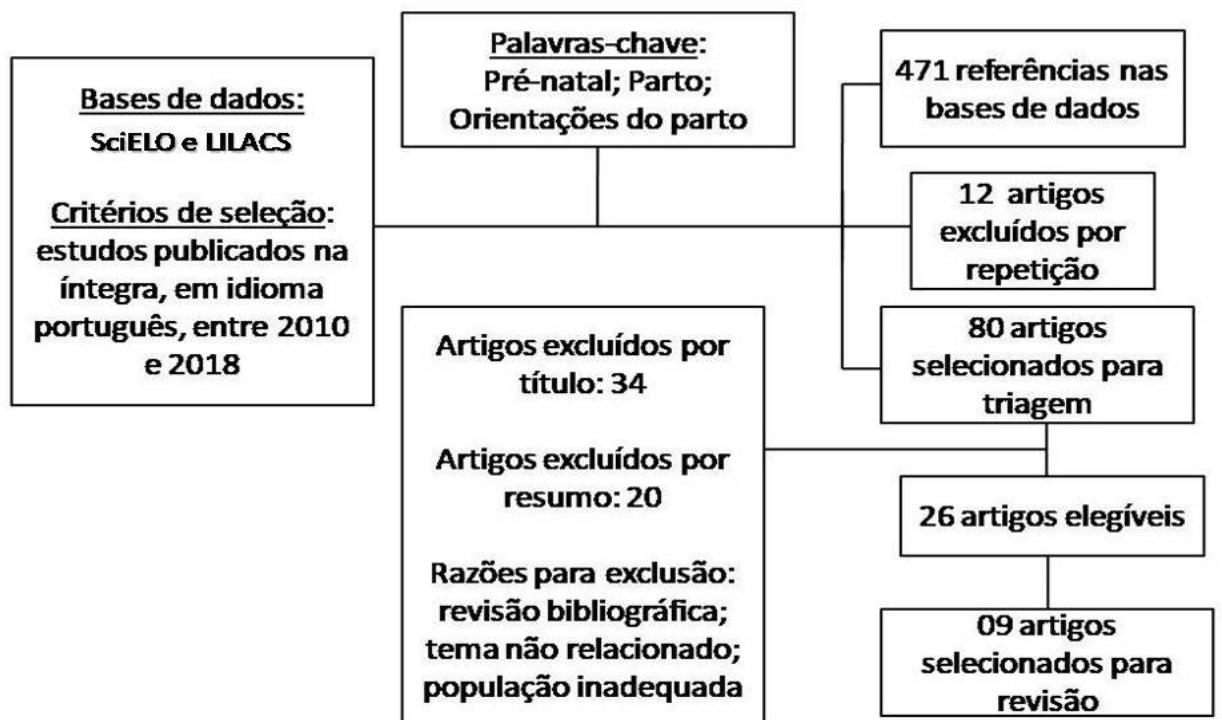 Bases de dados:
SciELO e LILACS
Critérios de seleção:
estudos publicados na
íntegra, em idioma
português, entre 2010
e 2018
Palavras-chave:
Pré-natal; Parto;
Orientações do parto
471 referências nas
bases de dados
12 artigos
excluídos por
repetição
80 artigos
selecionados para
triagem
Artigos excluídos por
título: 34
Artigos excluídos por
resumo: 20
Razões para exclusão:
revisão bibliográfica;
tema não relacionado;
população inadequada
26 artigos elegíveis
09 artigos
selecionados para
revisão